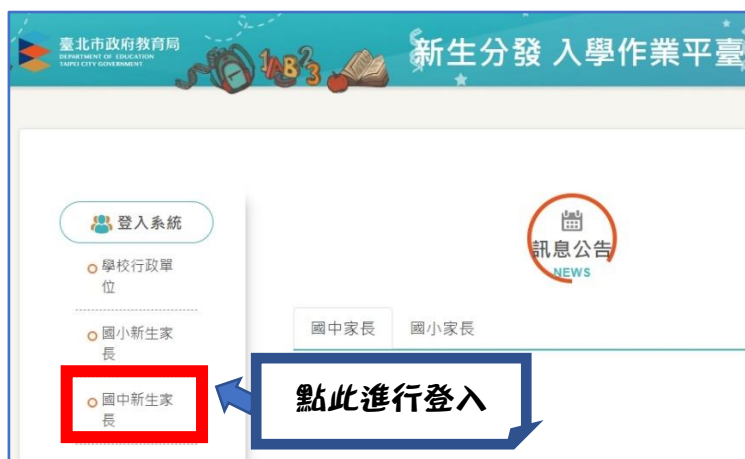 臺北市政府教育局
DEPARTMENT OF EDUCATION
TAIPEI CITY GOVERNMENT
123
新生分發 入學作業平臺
登入系統
學校行政單
位
國小新生家
長
國中新生家
長
訊息公告
NEWS
國中家長
國小家長
點此進行登入